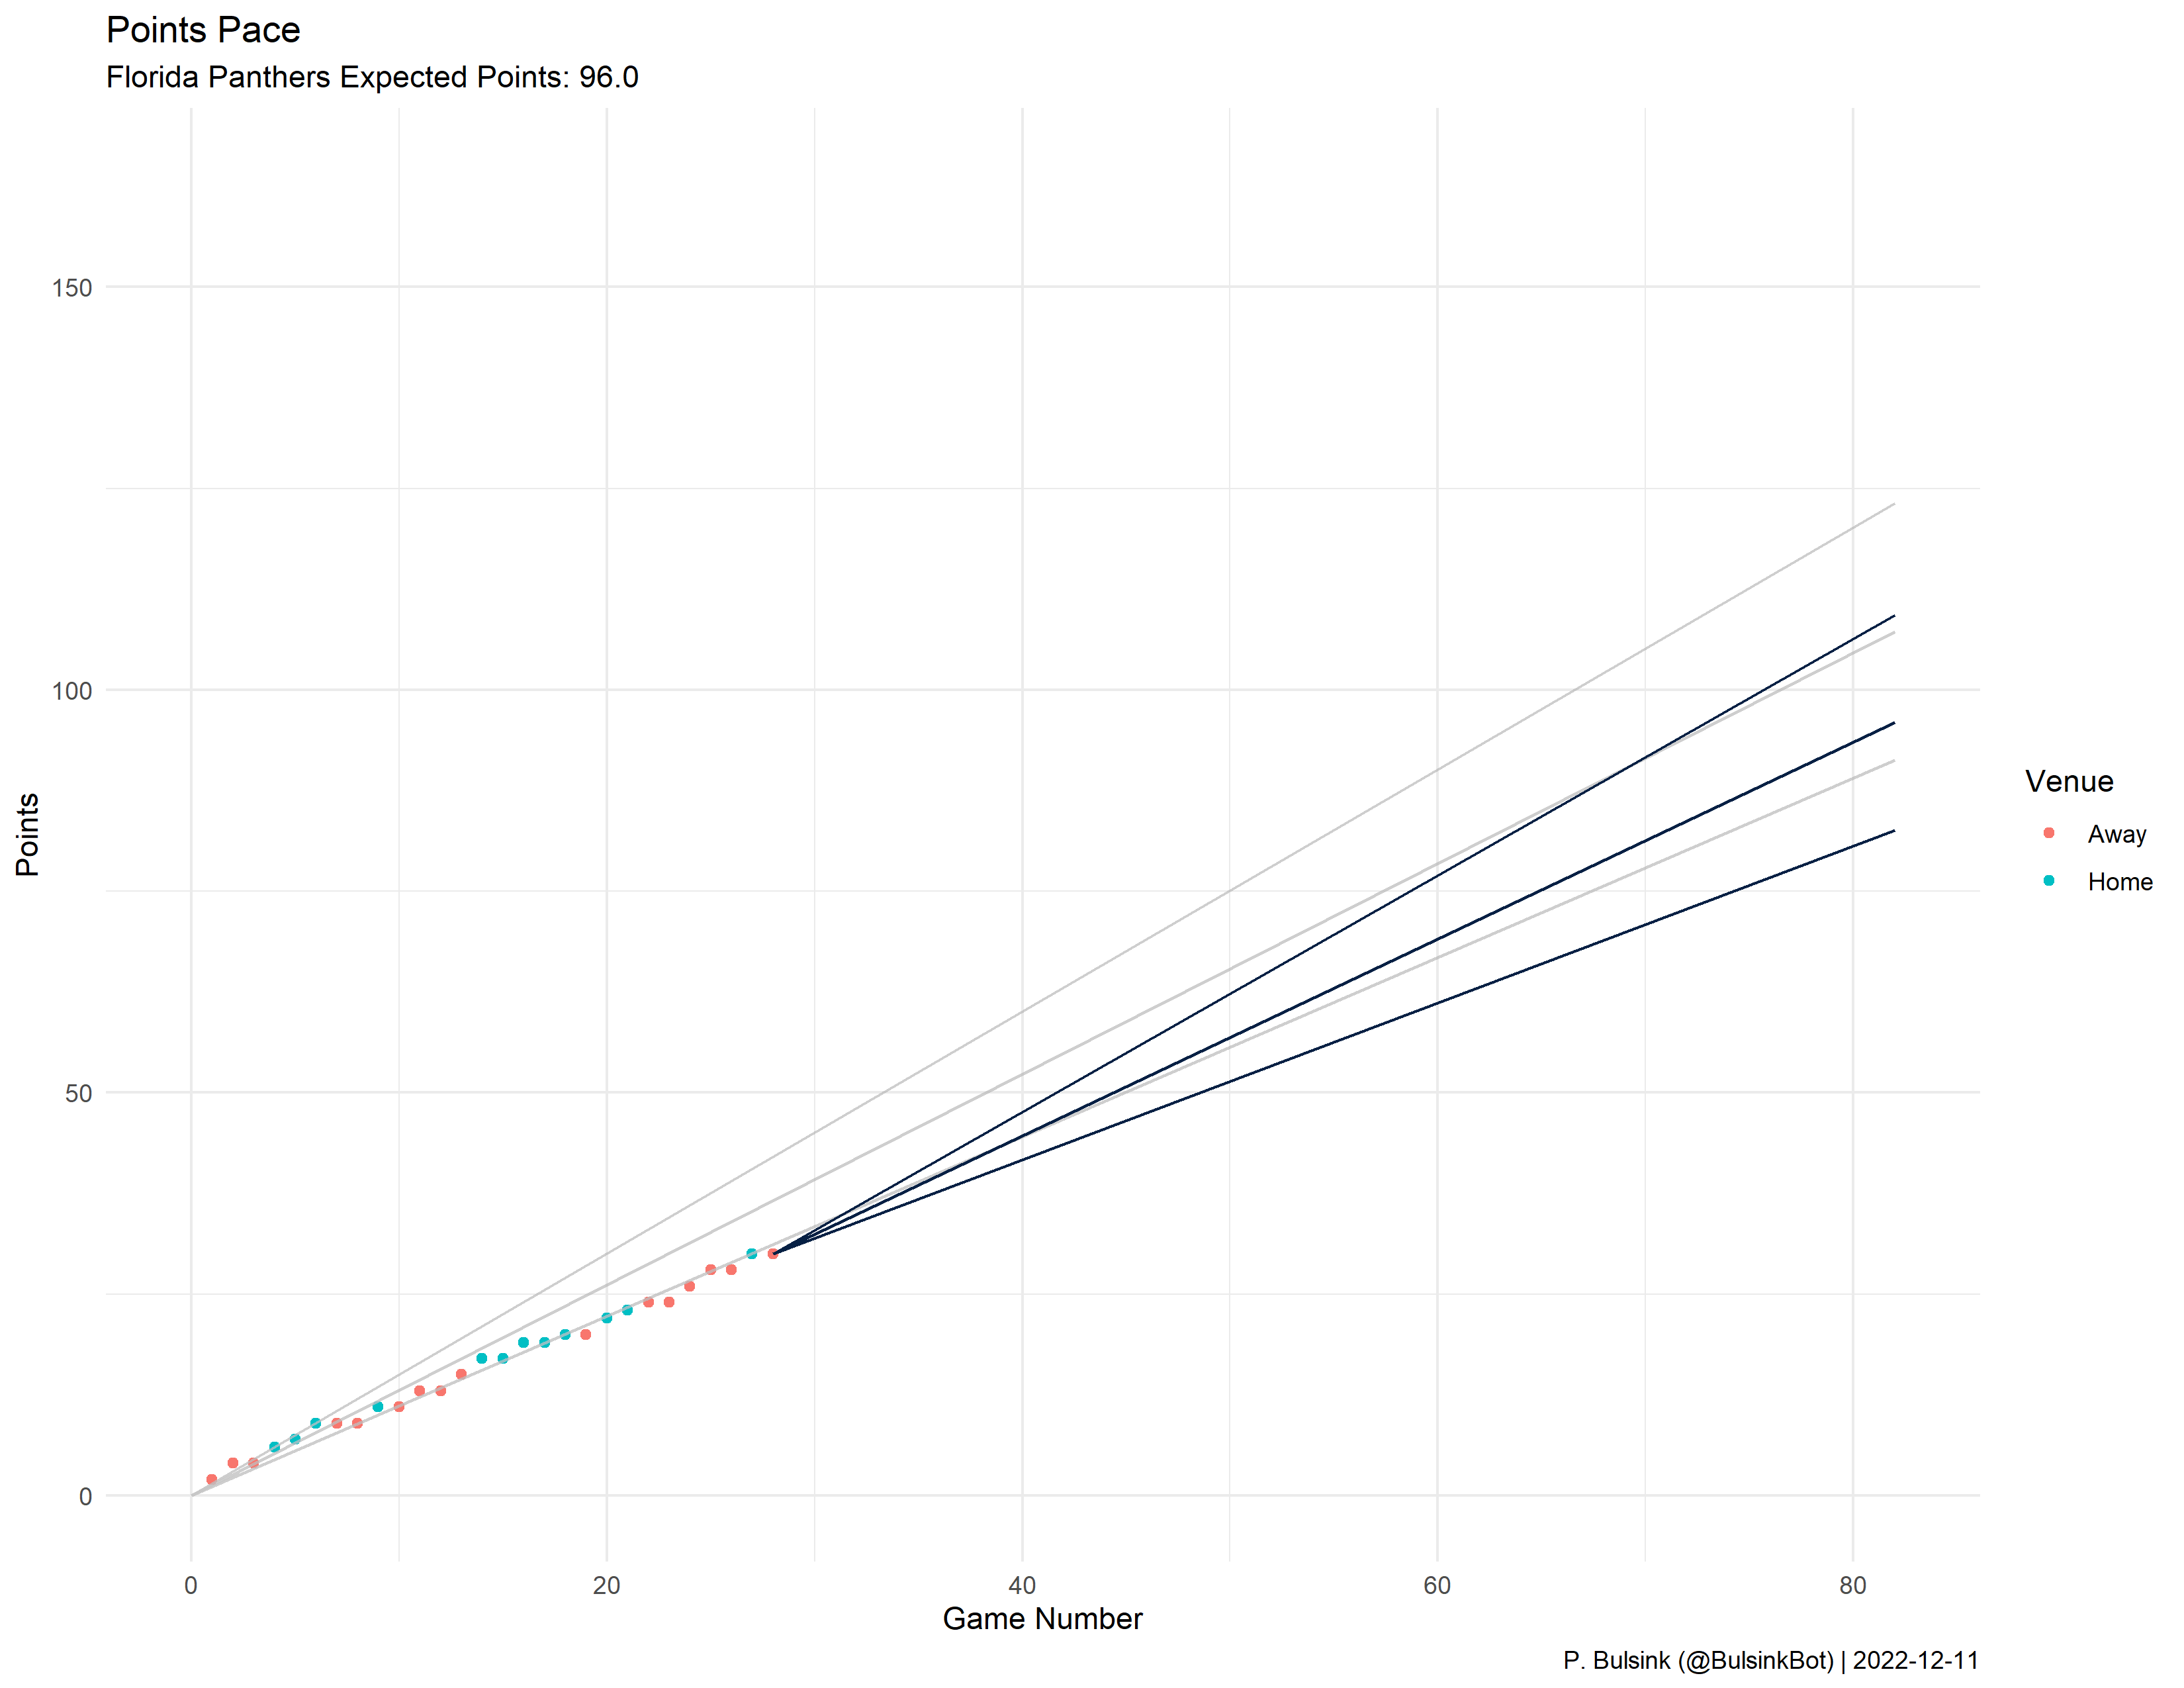 Points Pace
Florida Panthers Expected Points: 96.0
150
100
50
0
Points
0 20 40 60 80
Game Number
Venue
Away
Home
P. Bulsink (@BulsinkBot) | 2022-12-11